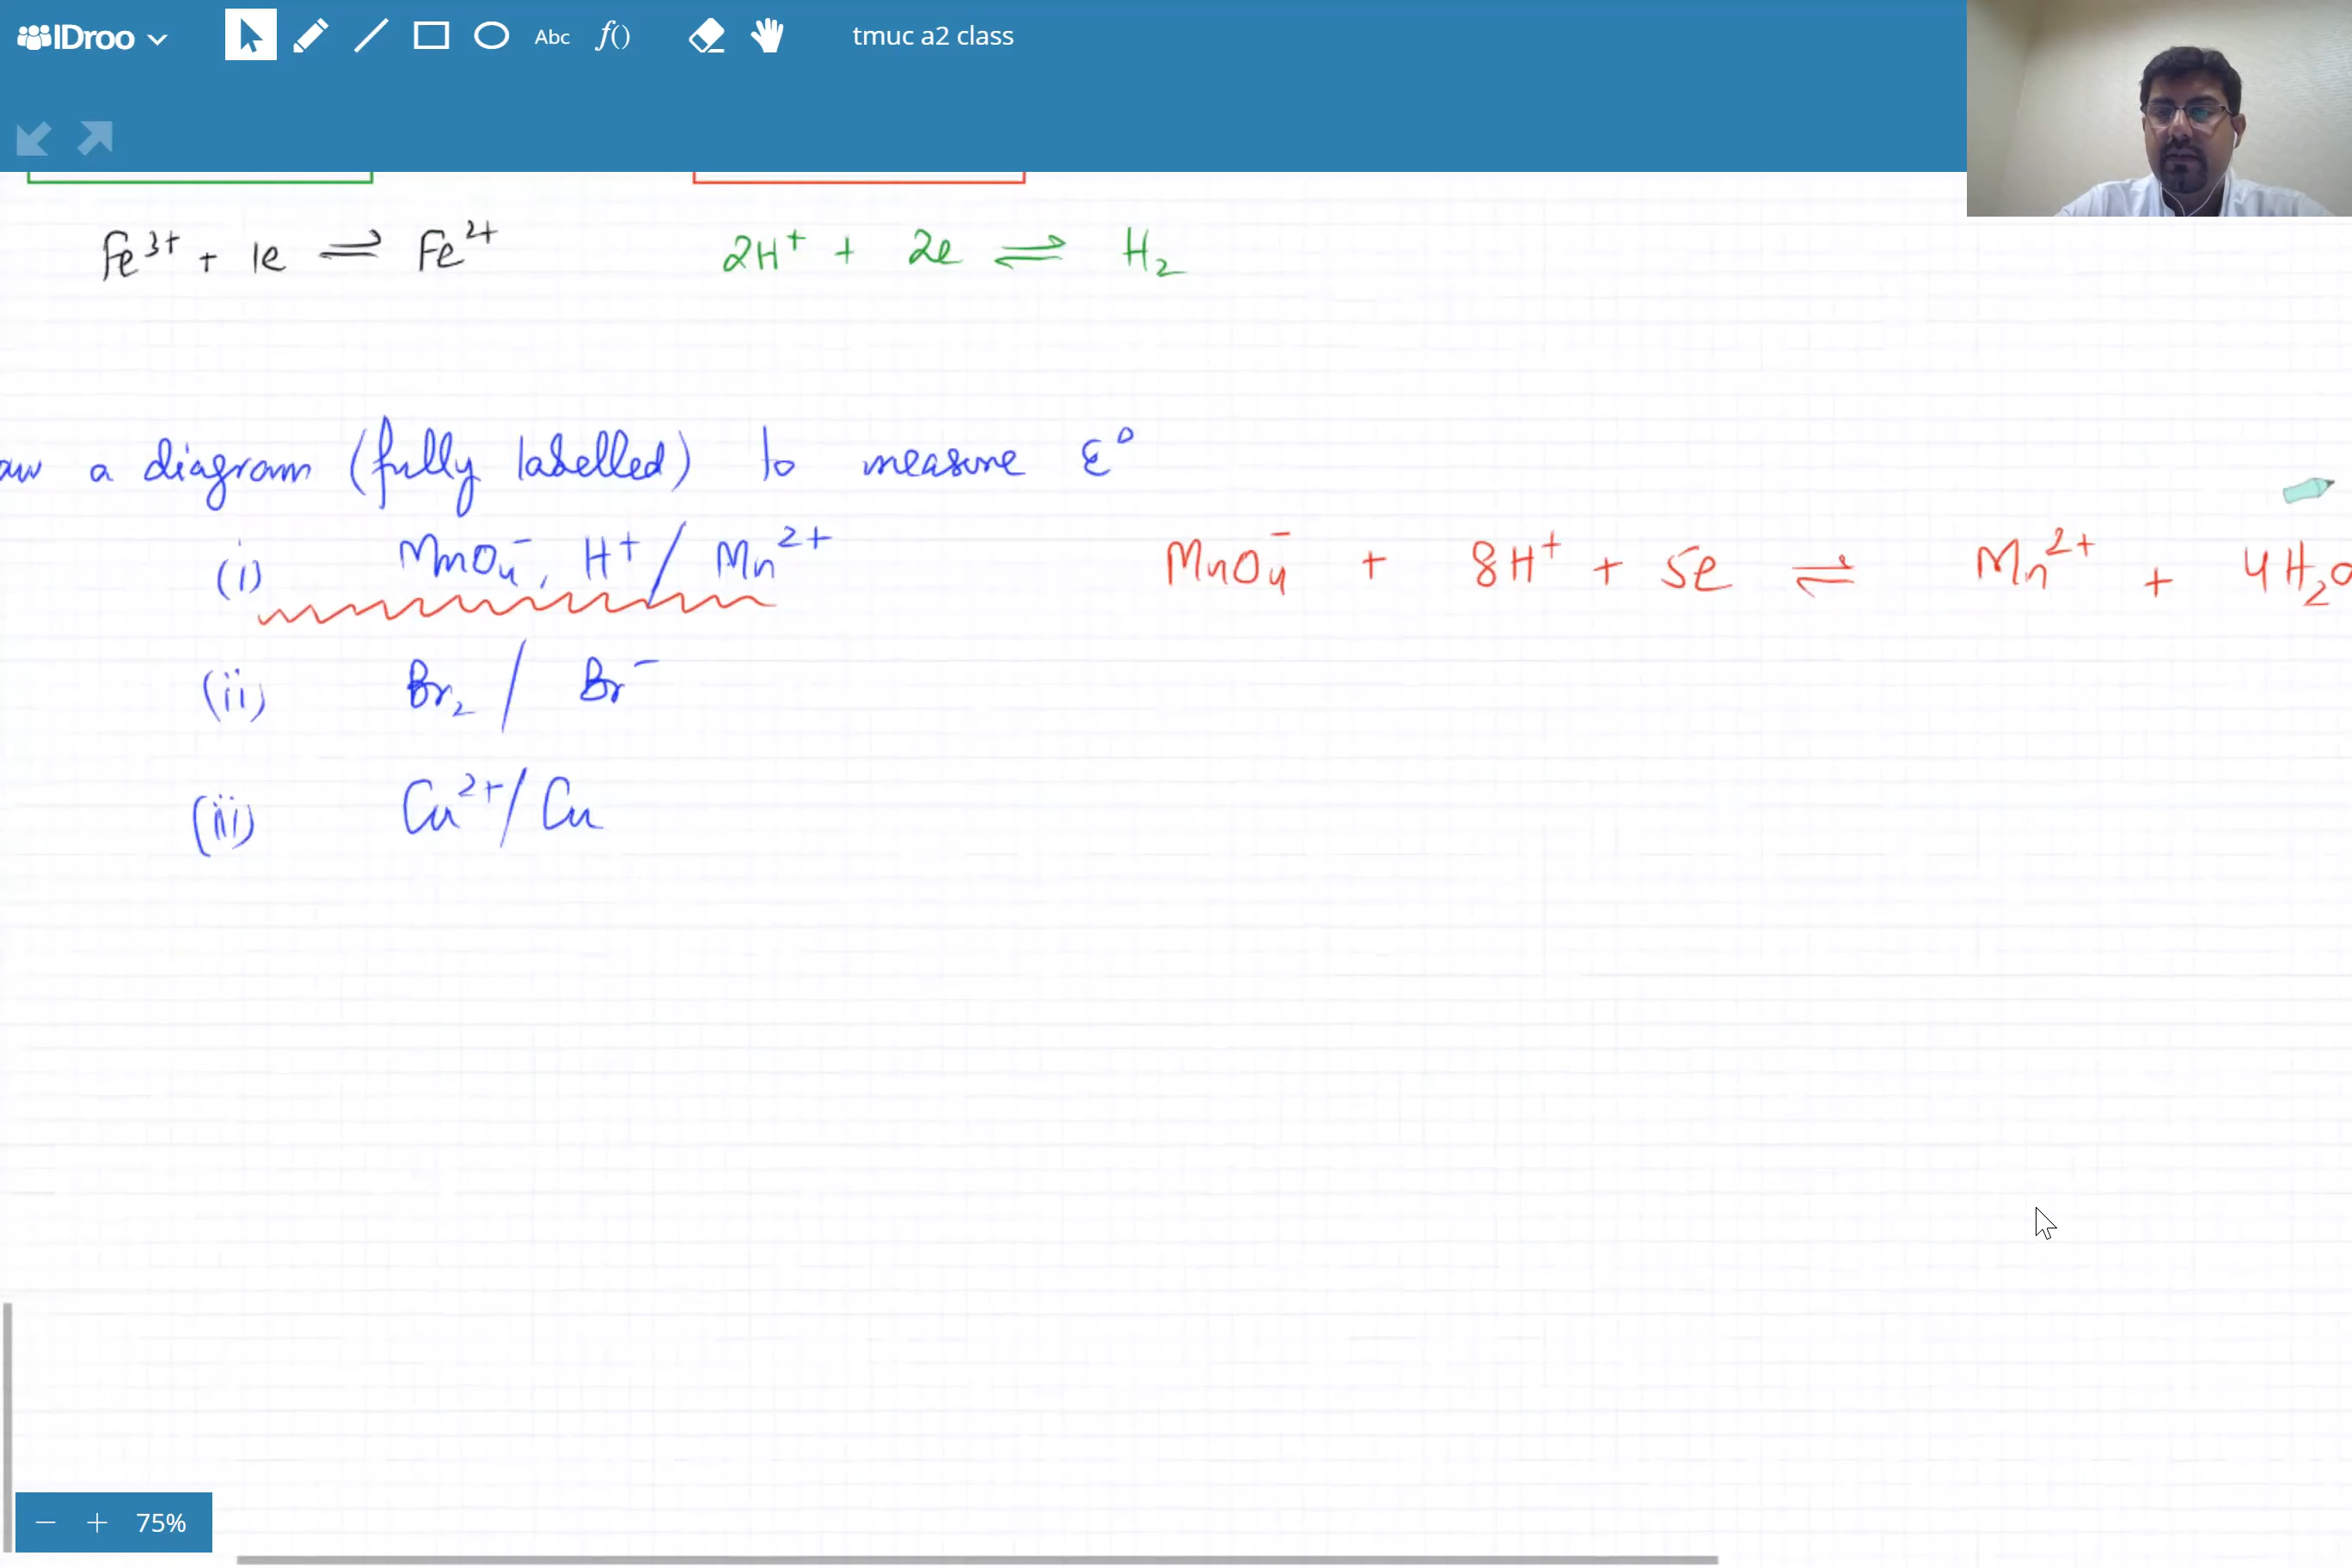 IDroo Abc f() tmuc a2 class
Fe³⁺ + 1e ⇌ Fe²⁺ 2H⁺ + 2e ⇌ H₂
aw a diagram (fully labelled) to measure ε°
(i) MnO₄⁻, H⁺ / Mn²⁺ MnO₄⁻ + 8H⁺ + 5e ⇌ Mn²⁺ + 4H₂O
(ii) Br₂ / Br⁻
(iii) Cu²⁺ / Cu
− + 75%